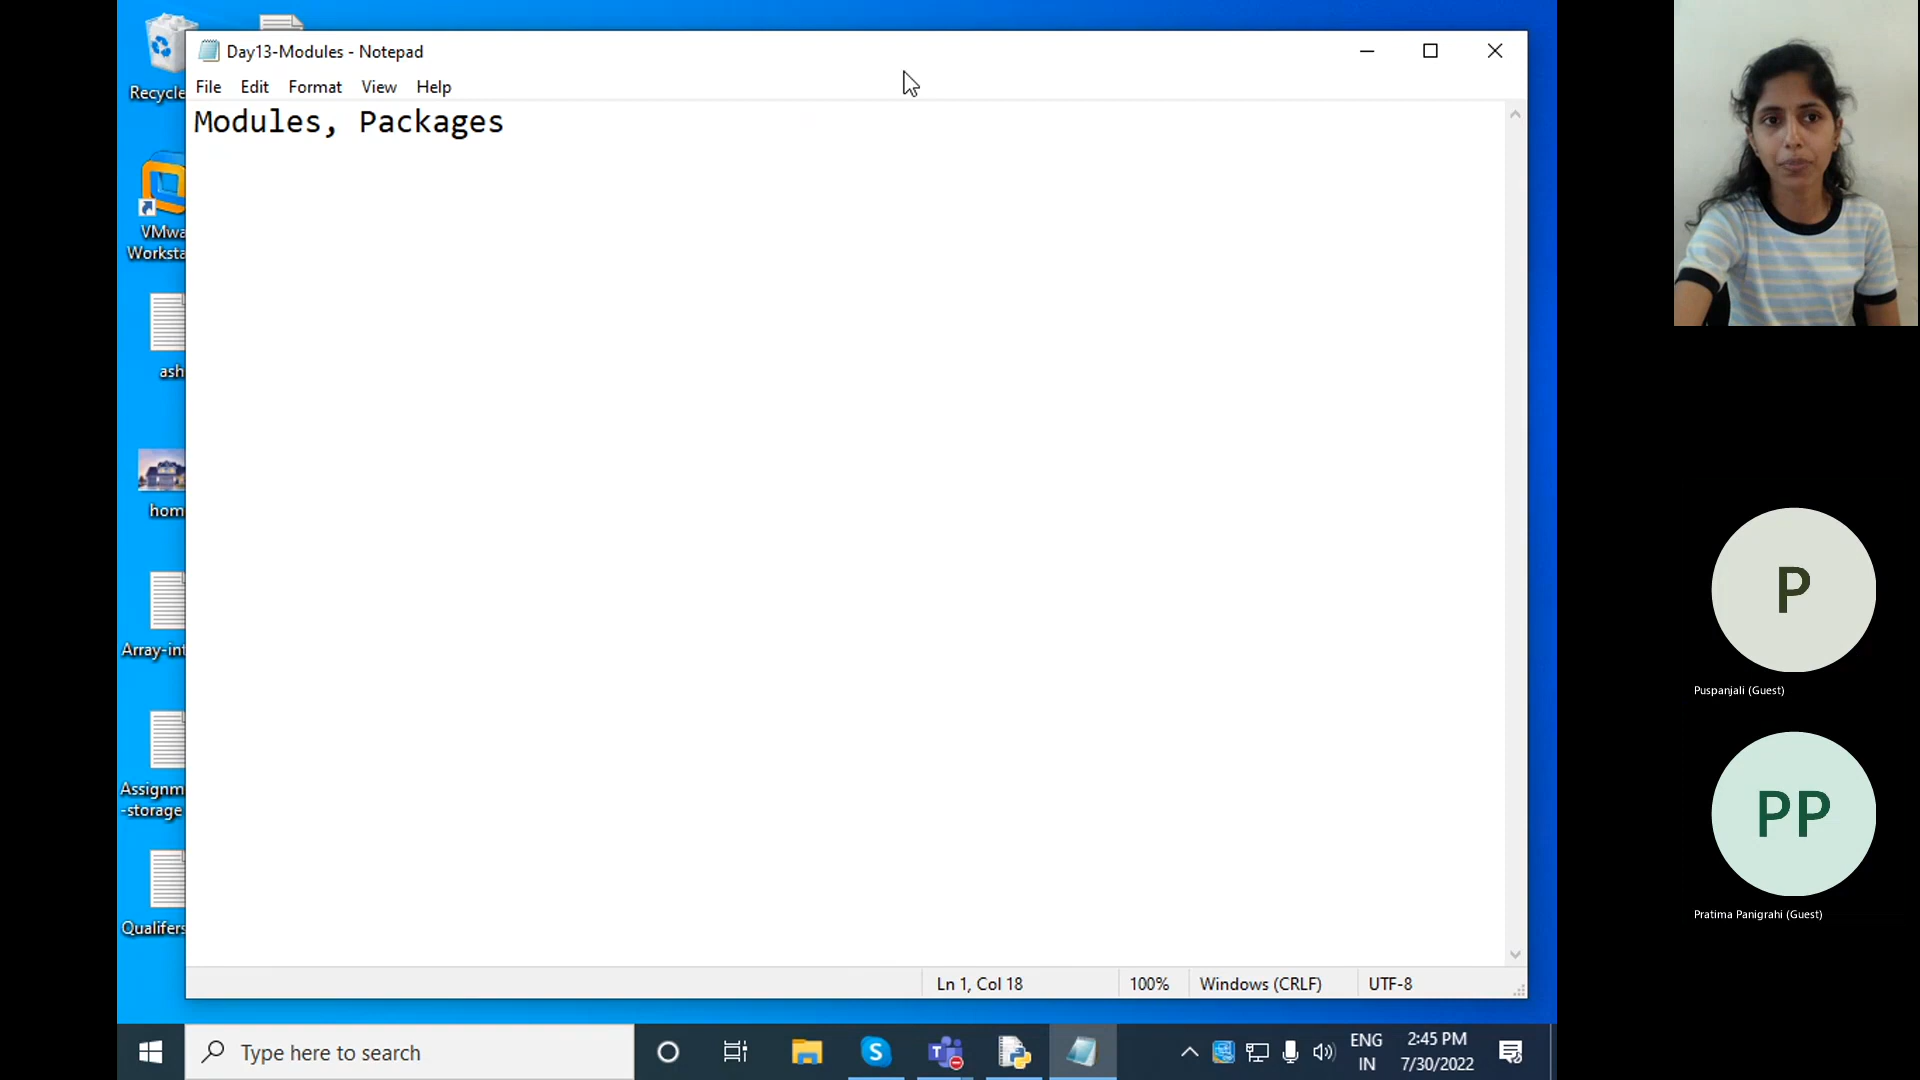 Recycle
Day13-Modules - Notepad
File Edit Format View Help
Modules, Packages
VMwa
Worksta
ash
hom
Array-int
Assignm
-storage
Qualifers
Ln 1, Col 18
100%
Windows (CRLF)
UTF-8
Type here to search
ENG
IN
2:45 PM
7/30/2022
P
Puspanjali (Guest)
PP
Pratima Panigrahi (Guest)